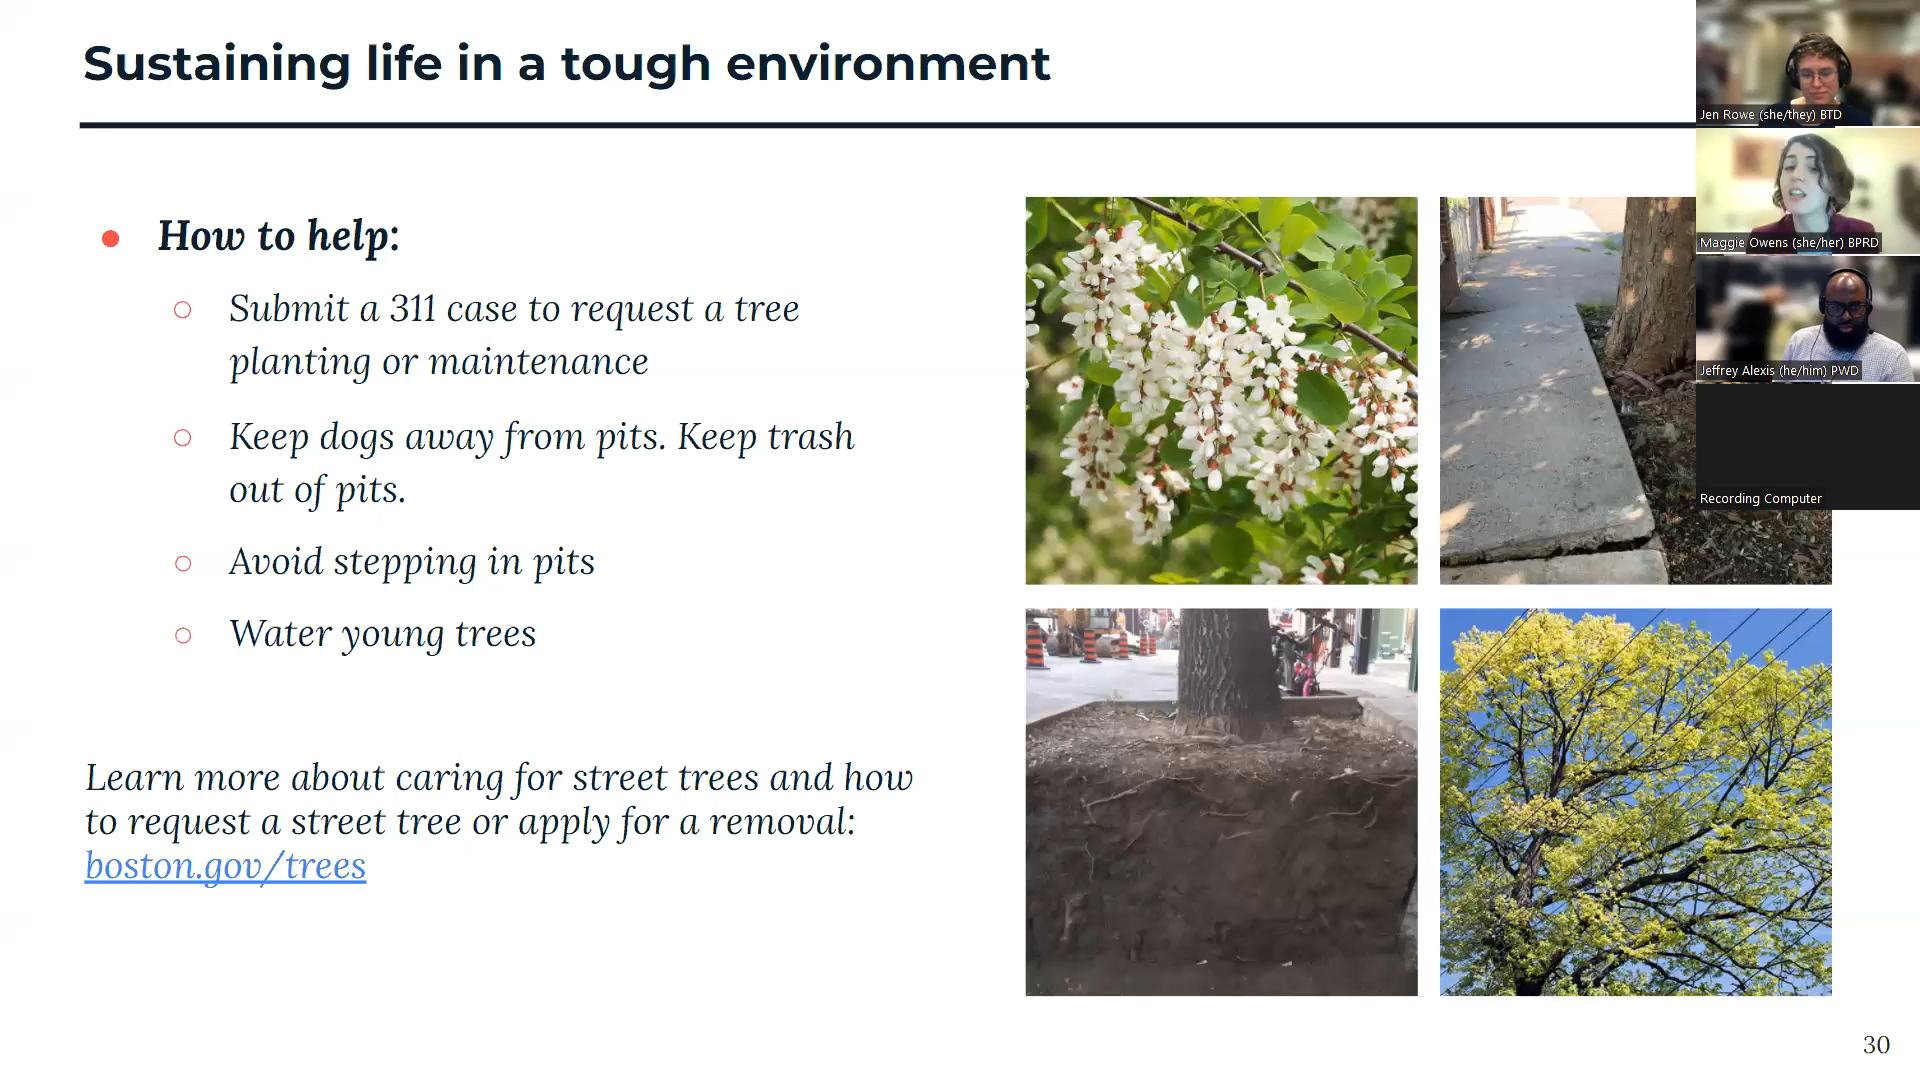 Sustaining life in a tough environment
How to help:
Submit a 311 case to request a tree
planting or maintenance
Keep dogs away from pits. Keep trash
out of pits.
Avoid stepping in pits
Water young trees
Learn more about caring for street trees and how
to request a street tree or apply for a removal:
boston.gov/trees
Jen Rowe (she/they) BTD
Maggie Owens (she/her) BPRD
Jeffrey Alexis (he/him) PWD
Recording Computer
30